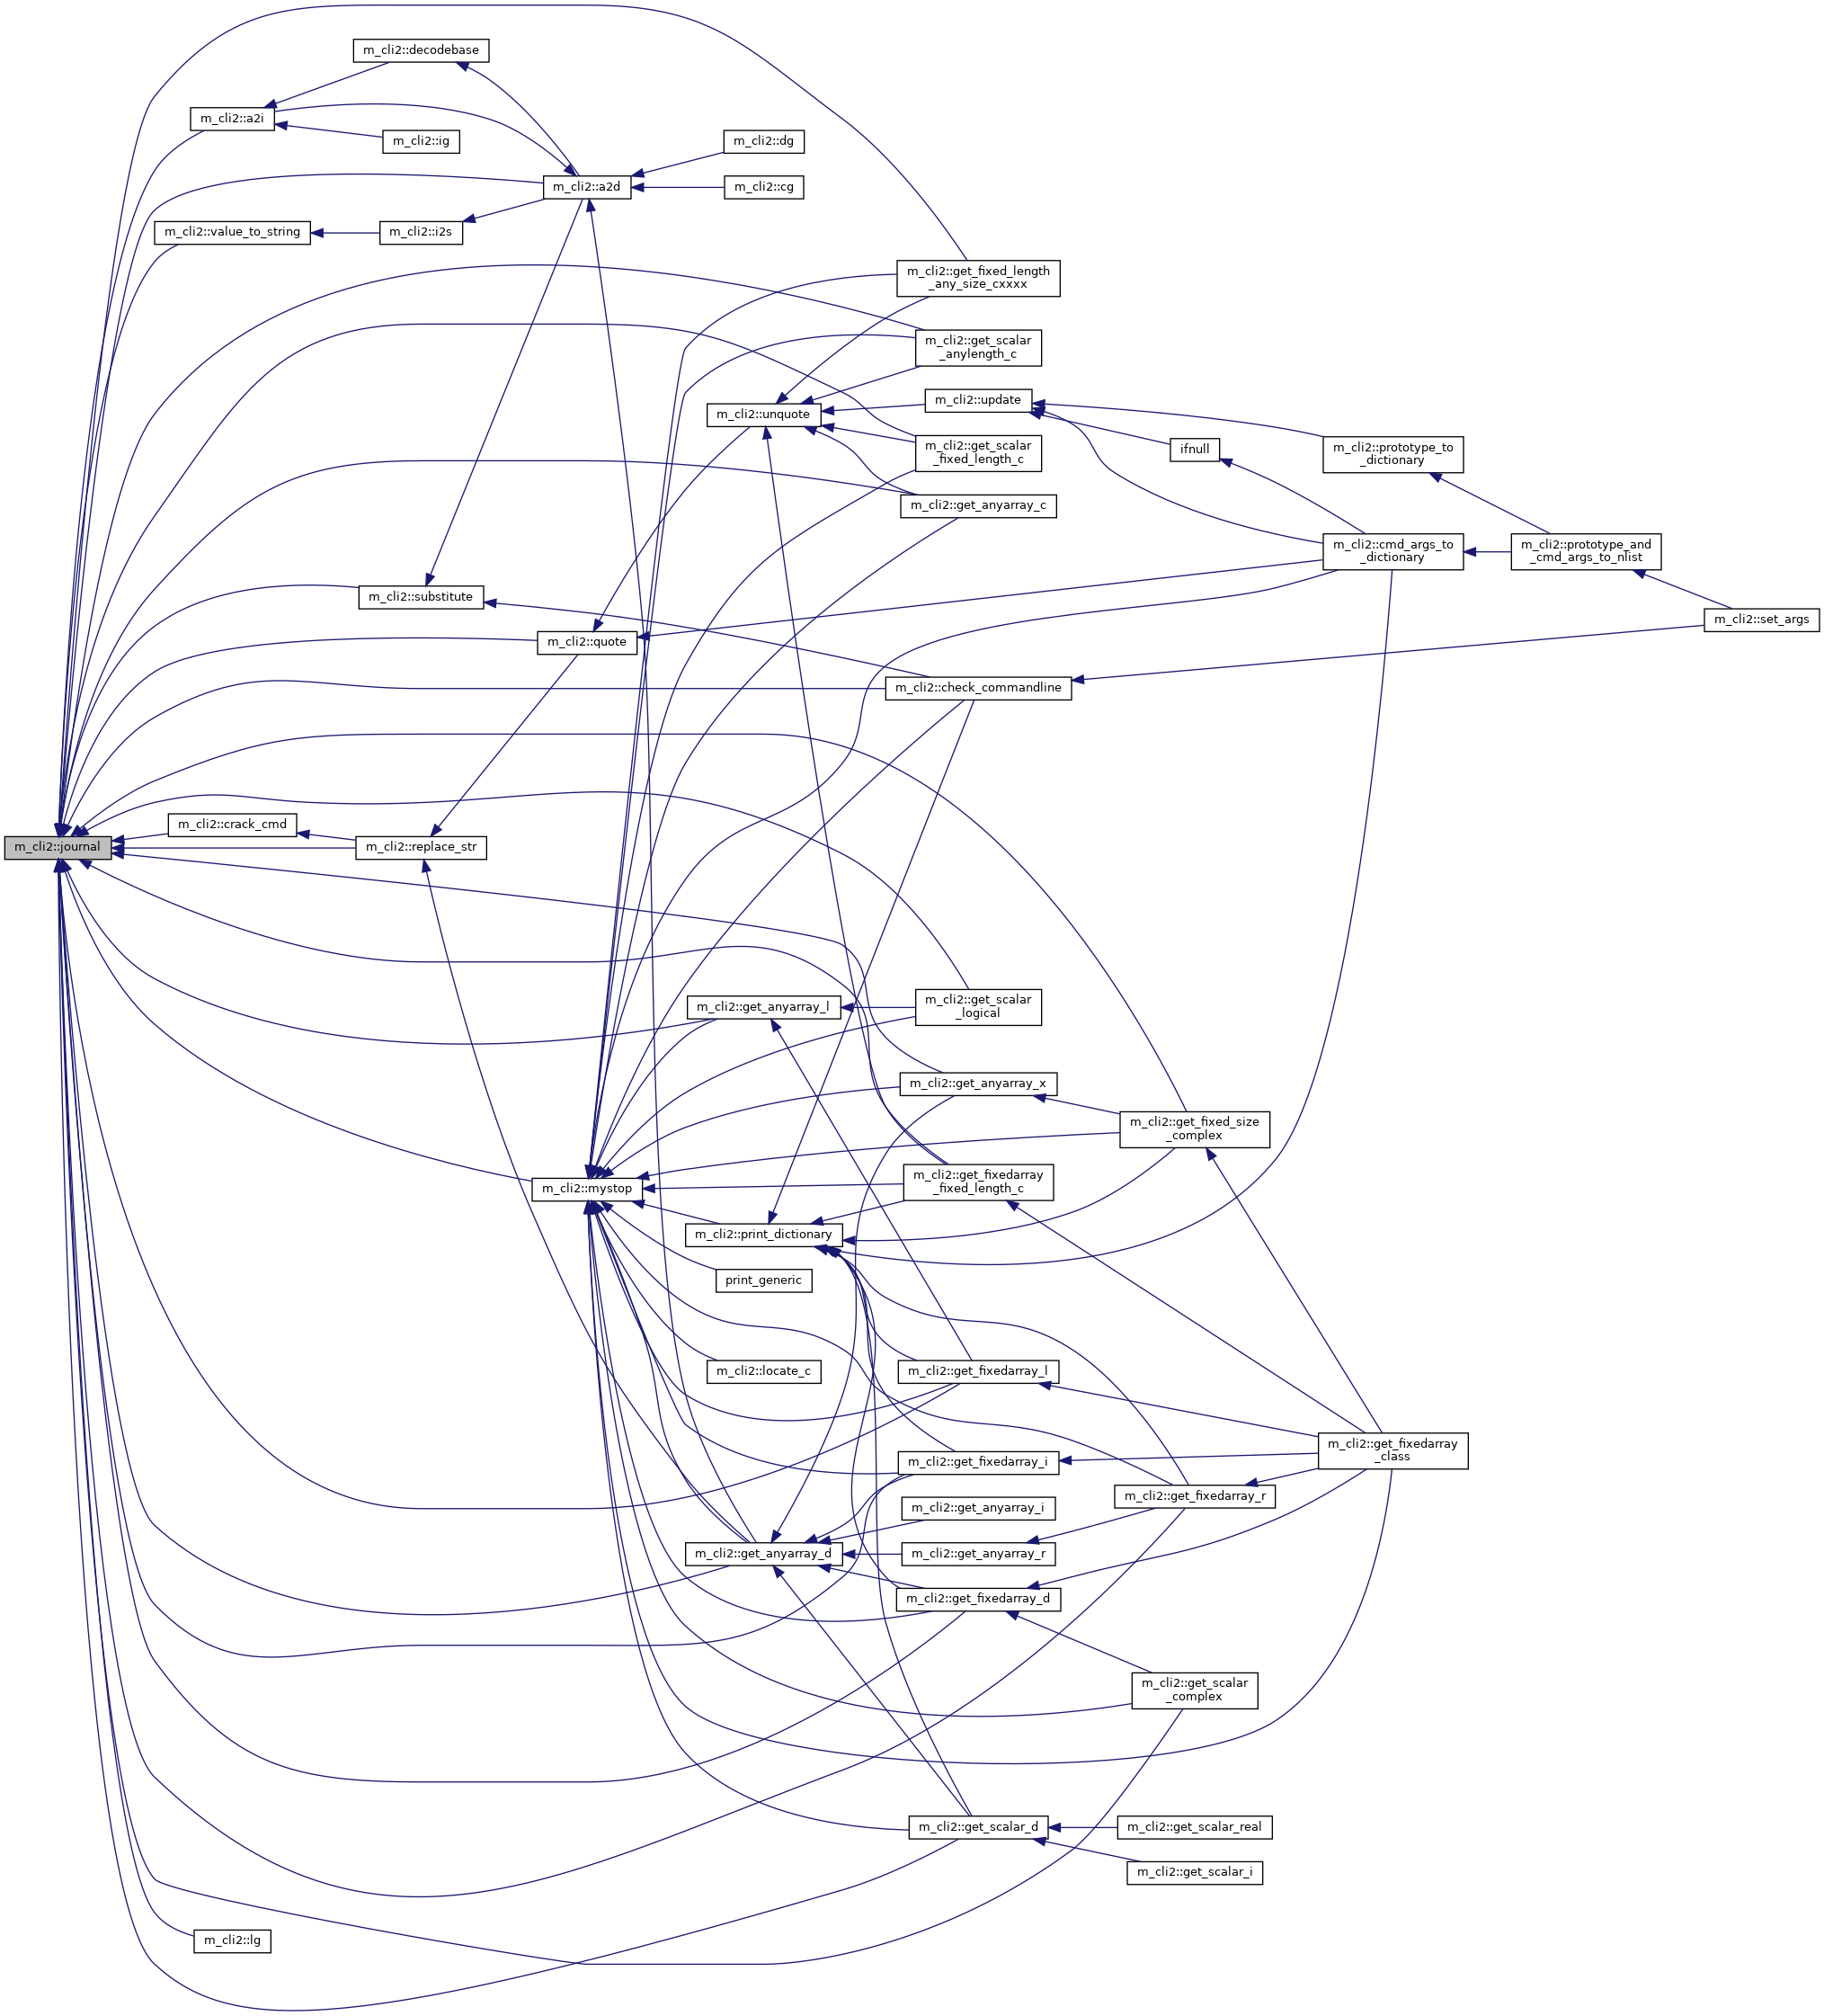 m_cli2::decodebase
m_cli2::a2i
m_cli2::ig
m_cli2::dg
m_cli2::a2d
m_cli2::cg
m_cli2::value_to_string
m_cli2::i2s
m_cli2::get_fixed_length
_any_size_cxxxx
m_cli2::get_scalar
_anylength_c
m_cli2::update
m_cli2::unquote
m_cli2::get_scalar
_fixed_length_c
ifnull
m_cli2::prototype_to
_dictionary
m_cli2::get_anyarray_c
m_cli2::cmd_args_to
_dictionary
m_cli2::prototype_and
_cmd_args_to_nlist
m_cli2::substitute
m_cli2::set_args
m_cli2::quote
m_cli2::check_commandline
m_cli2::crack_cmd
m_cli2::journal
m_cli2::replace_str
m_cli2::get_anyarray_l
m_cli2::get_scalar
_logical
m_cli2::get_anyarray_x
m_cli2::get_fixed_size
_complex
m_cli2::mystop
m_cli2::get_fixedarray
_fixed_length_c
m_cli2::print_dictionary
print_generic
m_cli2::locate_c
m_cli2::get_fixedarray_l
m_cli2::get_fixedarray
_class
m_cli2::get_fixedarray_i
m_cli2::get_fixedarray_r
m_cli2::get_anyarray_i
m_cli2::get_anyarray_d
m_cli2::get_anyarray_r
m_cli2::get_fixedarray_d
m_cli2::get_scalar
_complex
m_cli2::get_scalar_d
m_cli2::get_scalar_real
m_cli2::get_scalar_i
m_cli2::lg